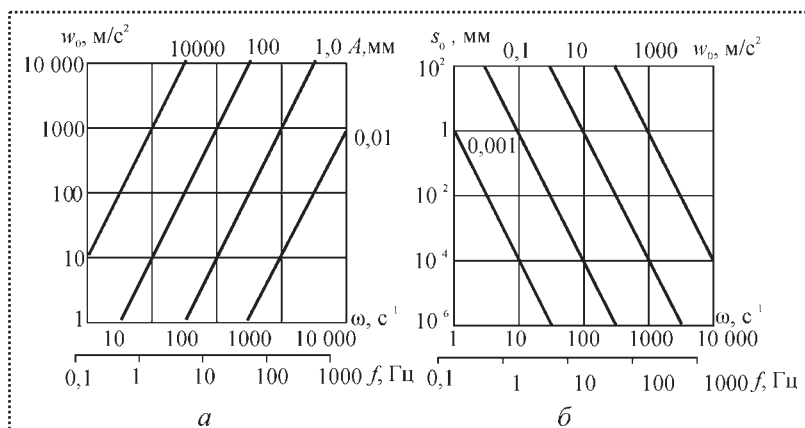 w₀, м/с²
10000 100 1,0 A,мм
10 000
1000
0,01
100
10
1
ω, с⁻¹
10 100 1000 10 000
0,1 1 10 100 1000 f, Гц
а
s₀ , мм
0,1 10 1000 w₀, м/с²
10²
1
0,001
10⁻²
10⁻⁴
10⁻⁶
ω, с⁻¹
1 10 100 1000 10 000
0,1 1 10 100 1000 f, Гц
б